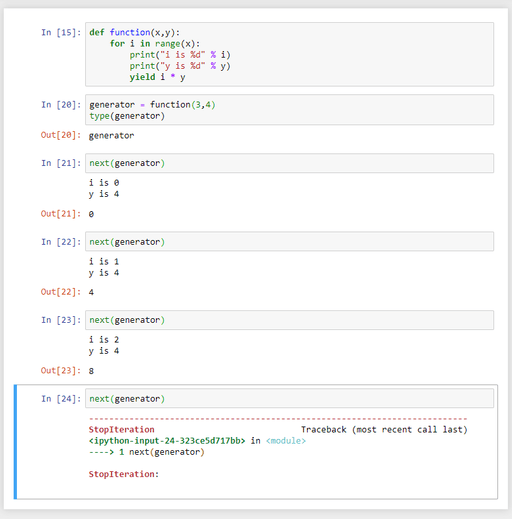 In [15]: def function(x,y):
    for i in range(x):
        print("i is %d" % i)
        print("y is %d" % y)
        yield i * y
In [20]: generator = function(3,4)
type(generator)
Out[20]: generator
In [21]: next(generator)
i is 0
y is 4
Out[21]: 0
In [22]: next(generator)
i is 1
y is 4
Out[22]: 4
In [23]: next(generator)
i is 2
y is 4
Out[23]: 8
In [24]: next(generator)
---------------------------------------------------------------------------
StopIteration                             Traceback (most recent call last)
<ipython-input-24-323ce5d717bb> in <module>
----> 1 next(generator)
StopIteration: